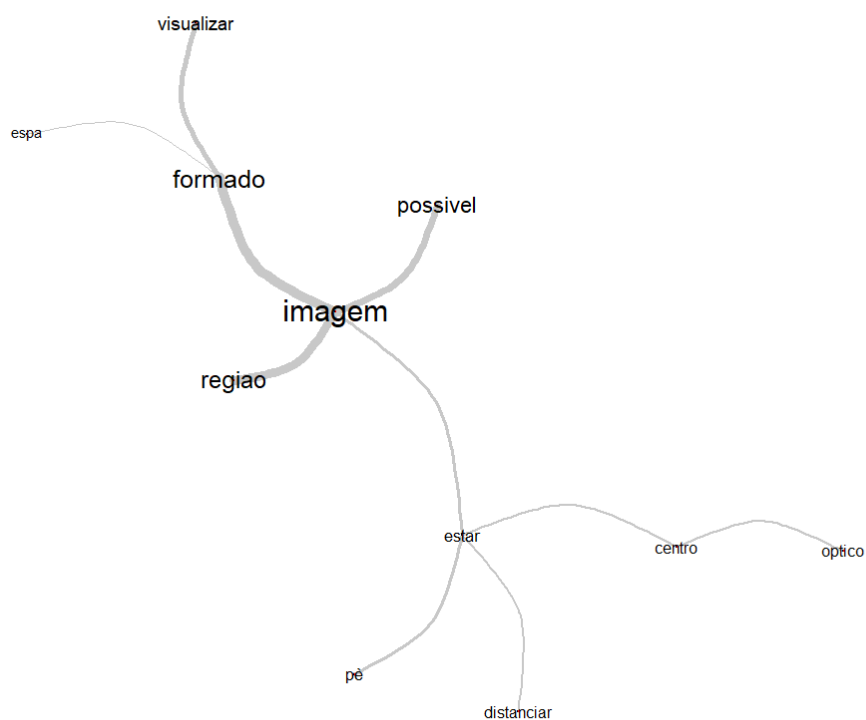 visualizar
espa
formado
possivel
imagem
regiao
estar
centro
optico
pè
distanciar